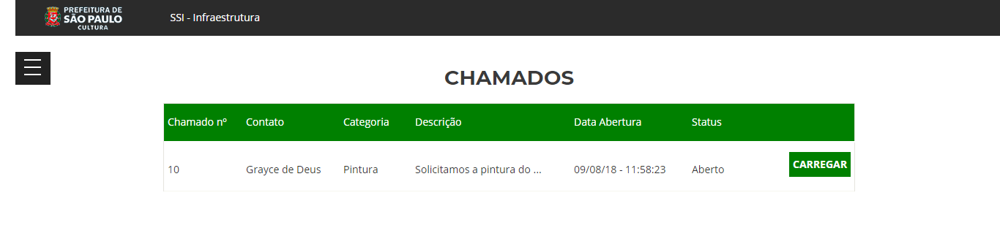 PREFEITURA DE
SÃO PAULO
CULTURA
SSI - Infraestrutura
CHAMADOS
Chamado nº Contato Categoria Descrição Data Abertura Status
10 Grayce de Deus Pintura Solicitamos a pintura do ... 09/08/18 - 11:58:23 Aberto CARREGAR